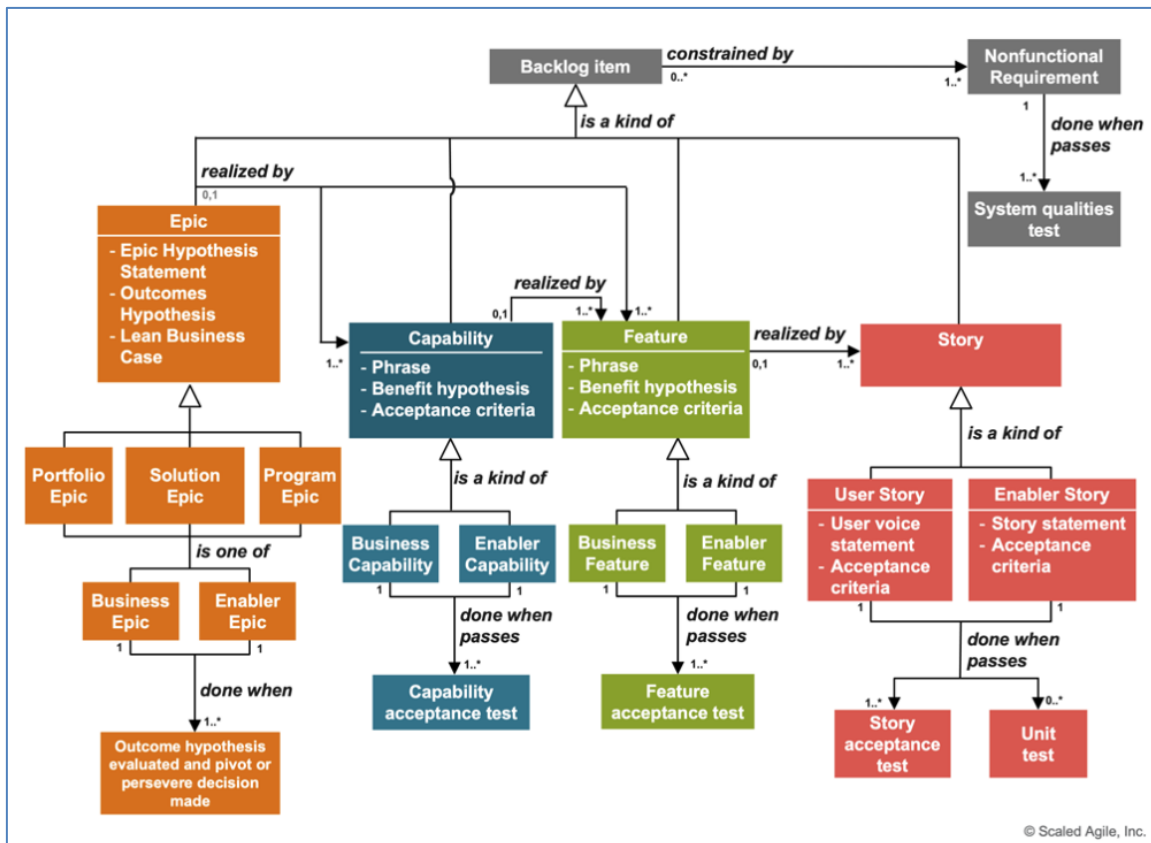 Backlog item
constrained by
0..*
1..*
Nonfunctional
Requirement
1
done when
passes
1..*
System qualities
test
is a kind of
realized by
0,1
Epic
- Epic Hypothesis
Statement
- Outcomes
Hypothesis
- Lean Business
Case
1..*
realized by
0,1
1..*
1..*
Capability
- Phrase
- Benefit hypothesis
- Acceptance criteria
Feature
- Phrase
- Benefit hypothesis
- Acceptance criteria
realized by
0,1
1..*
Story
Portfolio
Epic
Solution
Epic
Program
Epic
is one of
Business
Epic
Enabler
Epic
1
1
done when
1..*
Outcome hypothesis
evaluated and pivot or
persevere decision
made
is a kind of
Business
Capability
Enabler
Capability
1
1
done when
passes
1..*
Capability
acceptance test
is a kind of
Business
Feature
Enabler
Feature
1
1
done when
passes
1..*
Feature
acceptance test
is a kind of
User Story
- User voice
statement
- Acceptance
criteria
Enabler Story
- Story statement
- Acceptance
criteria
1
1
done when
passes
1..*
0..*
Story
acceptance
test
Unit
test
© Scaled Agile, Inc.